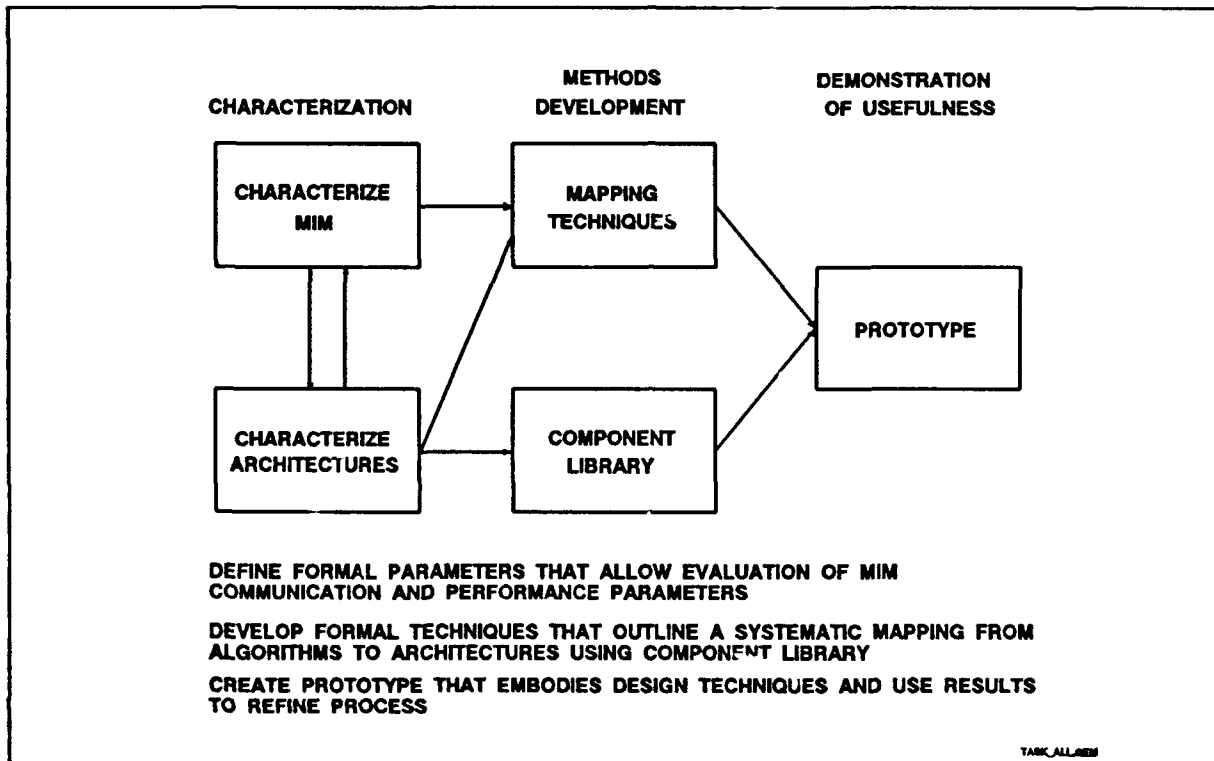 METHODS
DEVELOPMENT
DEMONSTRATION
OF USEFULNESS
CHARACTERIZATION
CHARACTERIZE
MIM
MAPPING
TECHNIQUES
PROTOTYPE
CHARACTERIZE
ARCHITECTURES
COMPONENT
LIBRARY
DEFINE FORMAL PARAMETERS THAT ALLOW EVALUATION OF MIM
COMMUNICATION AND PERFORMANCE PARAMETERS
DEVELOP FORMAL TECHNIQUES THAT OUTLINE A SYSTEMATIC MAPPING FROM
ALGORITHMS TO ARCHITECTURES USING COMPONENT LIBRARY
CREATE PROTOTYPE THAT EMBODIES DESIGN TECHNIQUES AND USE RESULTS
TO REFINE PROCESS